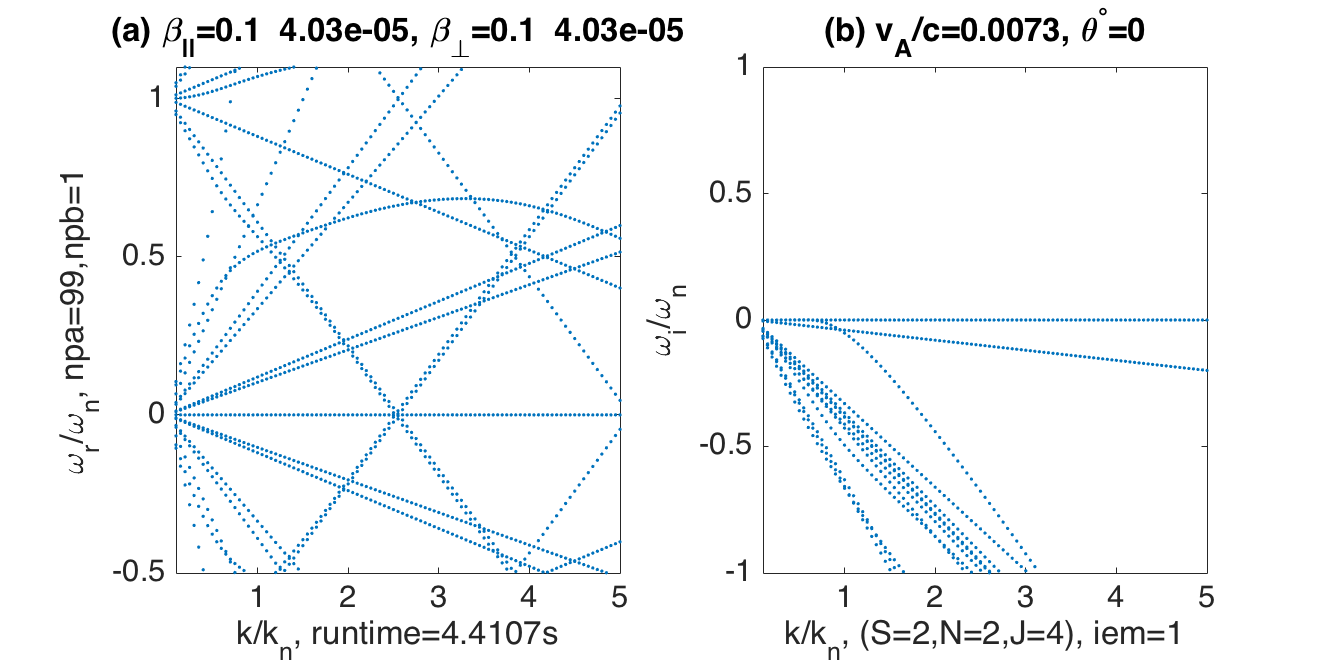 (a) β||=0.1 4.03e-05, β⊥=0.1 4.03e-05
(b) vA/c=0.0073, θ°=0
1
0.5
0
-0.5
ωr/ωn, npa=99,npb=1
1 2 3 4 5
k/kn, runtime=4.4107s
1
0.5
0
-0.5
-1
ωi/ωn
1 2 3 4 5
k/kn, (S=2,N=2,J=4), iem=1